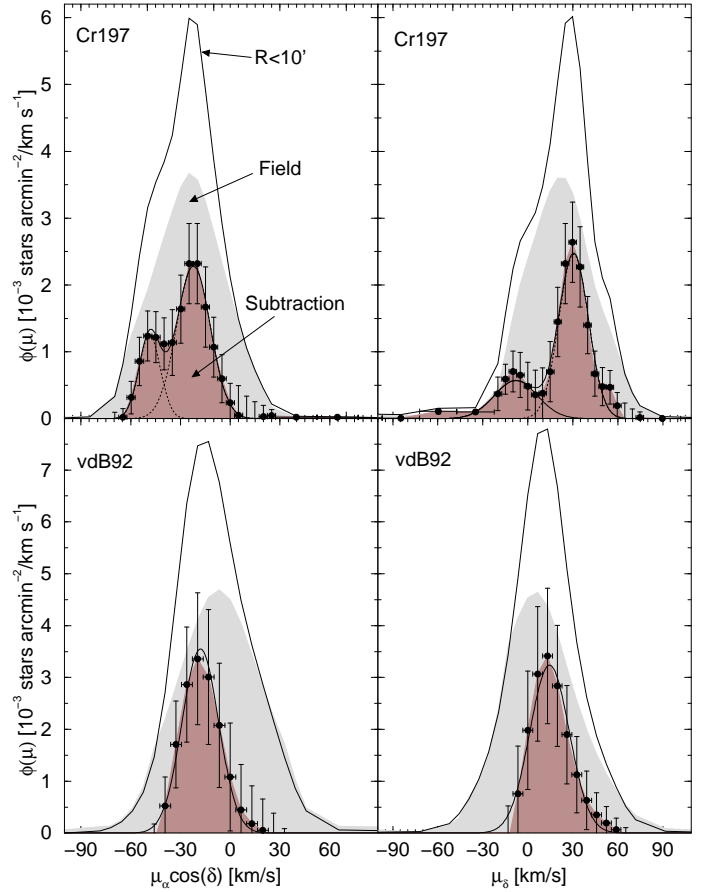 Cr197
R<10'
Field
Subtraction
0
1
2
3
4
5
6
ϕ(μ) [10⁻³ stars arcmin⁻²/km s⁻¹]
Cr197
vdB92
0
1
2
3
4
5
6
7
ϕ(μ) [10⁻³ stars arcmin⁻²/km s⁻¹]
−90 −60 −30 0 30 60
μ_α cos(δ) [km/s]
vdB92
−90 −60 −30 0 30 60 90
μ_δ [km/s]